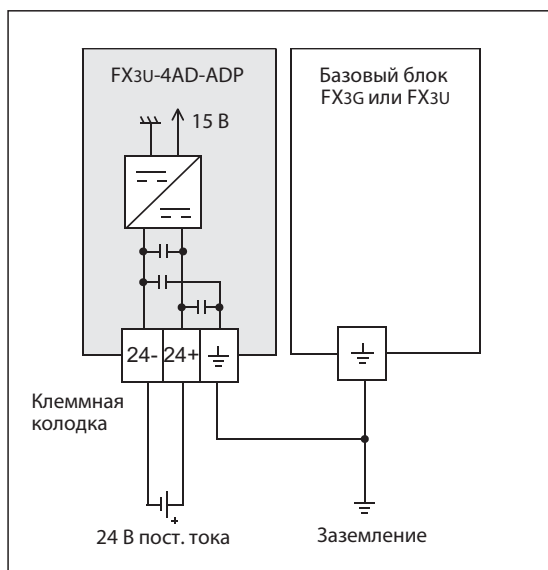 FX3U-4AD-ADP
Базовый блок
FX3G или FX3U
15 В
24-
24+
Клеммная
колодка
+
24 В пост. тока
Заземление